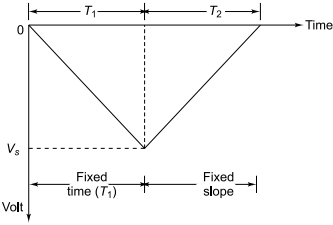 T1 T2
0 Time
Vs
Fixed Fixed
time (T1) slope
Volt